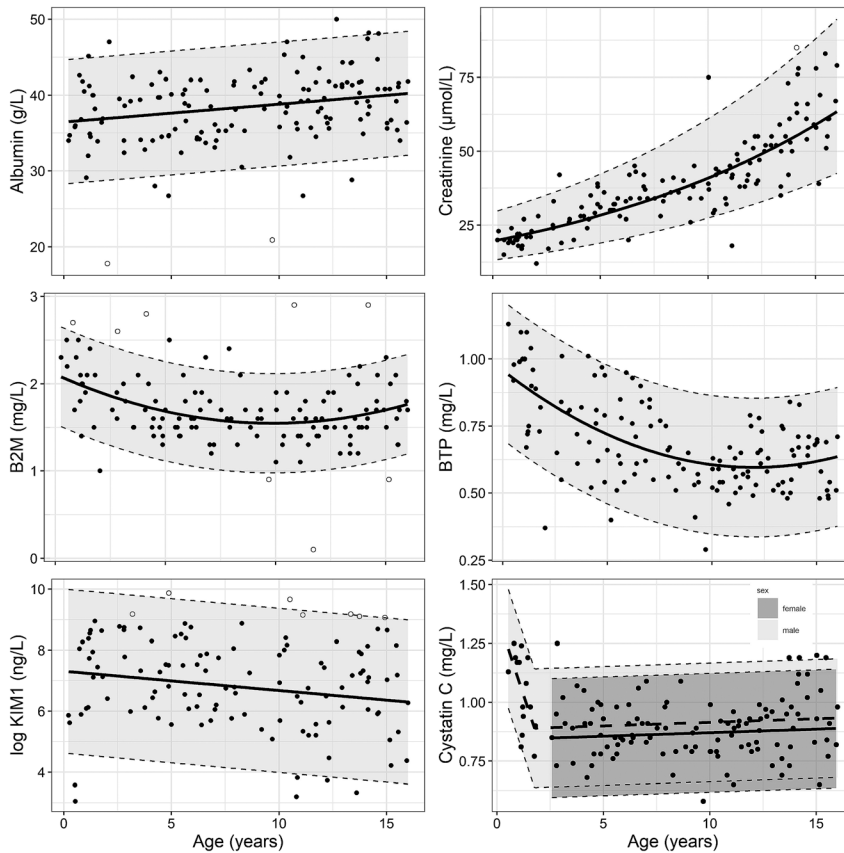 50
40
30
20
Albumin (g/L)
75
50
25
Creatinine (µmol/L)
3
2
1
0
B2M (mg/L)
1.00
0.75
0.50
0.25
BTP (mg/L)
10
8
6
4
log KIM1 (ng/L)
0
5
10
15
Age (years)
1.50
1.25
1.00
0.75
Cystatin C (mg/L)
sex
female
male
0
5
10
15
Age (years)